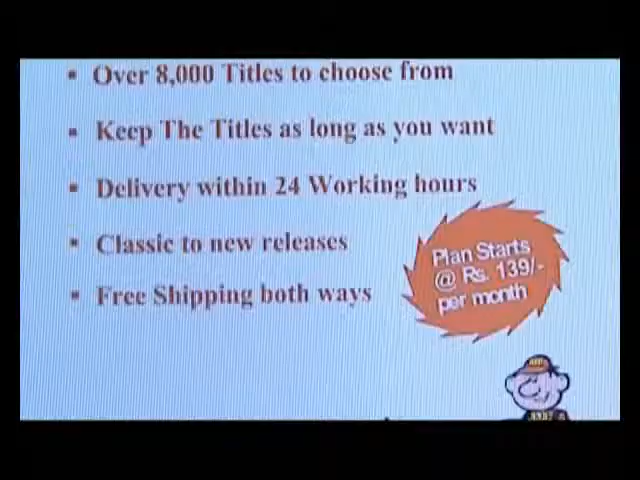 ▪ Over 8,000 Titles to choose from
▪ Keep The Titles as long as you want
▪ Delivery within 24 Working hours
▪ Classic to new releases
▪ Free Shipping both ways
Plan Starts
@ Rs. 139/-
per month